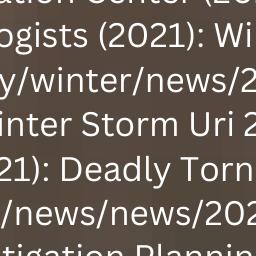 ation Center (20
ogists (2021): Wi
y/winter/news/2
inter Storm Uri 2
21): Deadly Torn
/news/news/202
tigation Plannin